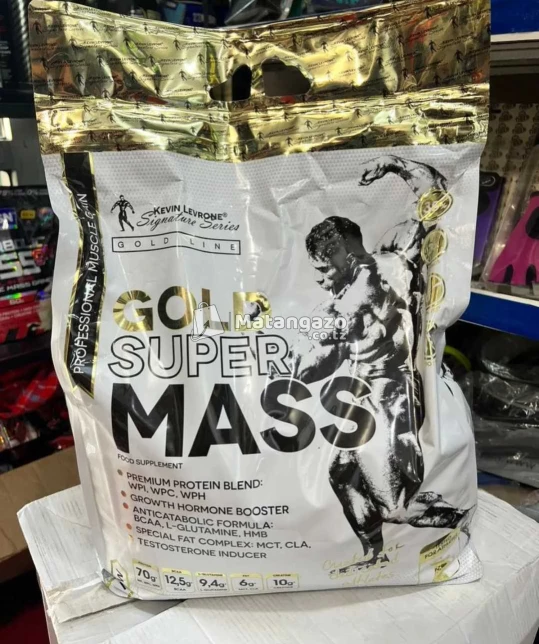 KEVIN LEVRONE®
Signature Series
GOLD LINE
PROFESSIONAL MUSCLE GAIN
GOLD
SUPER
MASS
Matangazo
.co.tz
FOOD SUPPLEMENT
PREMIUM PROTEIN BLEND:
WPI, WPC, WPH
GROWTH HORMONE BOOSTER
ANTICATABOLIC FORMULA:
BCAA, L-GLUTAMINE, HMB
SPECIAL FAT COMPLEX: MCT, CLA,
TESTOSTERONE INDUCER
70g
12,5g
BCAA
9,4g
6g
10g